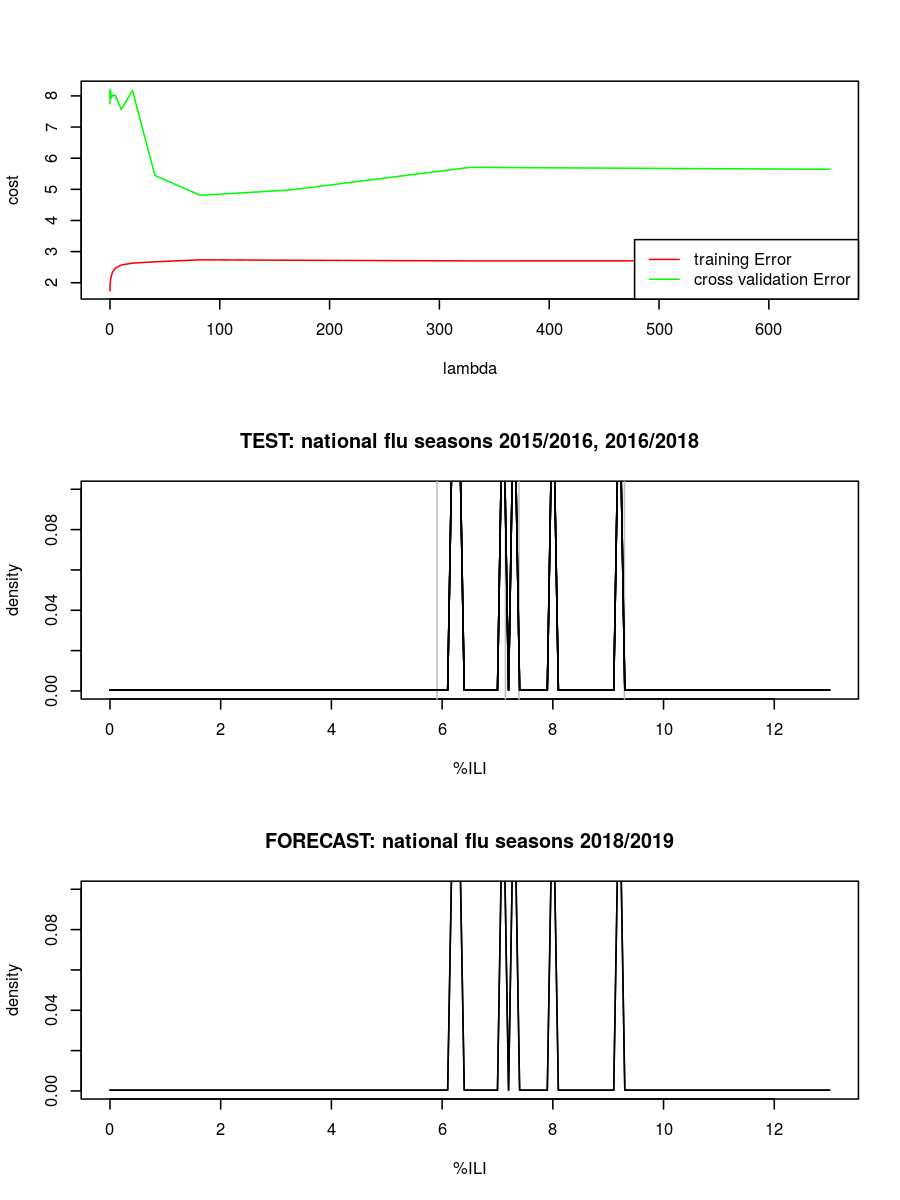 8
7
6
5
4
3
2
cost
training Error
cross validation Error
0 100 200 300 400 500 600
lambda
TEST: national flu seasons 2015/2016, 2016/2018
0.08
0.04
0.00
density
0 2 4 6 8 10 12
%ILI
FORECAST: national flu seasons 2018/2019
0.08
0.04
0.00
density
0 2 4 6 8 10 12
%ILI